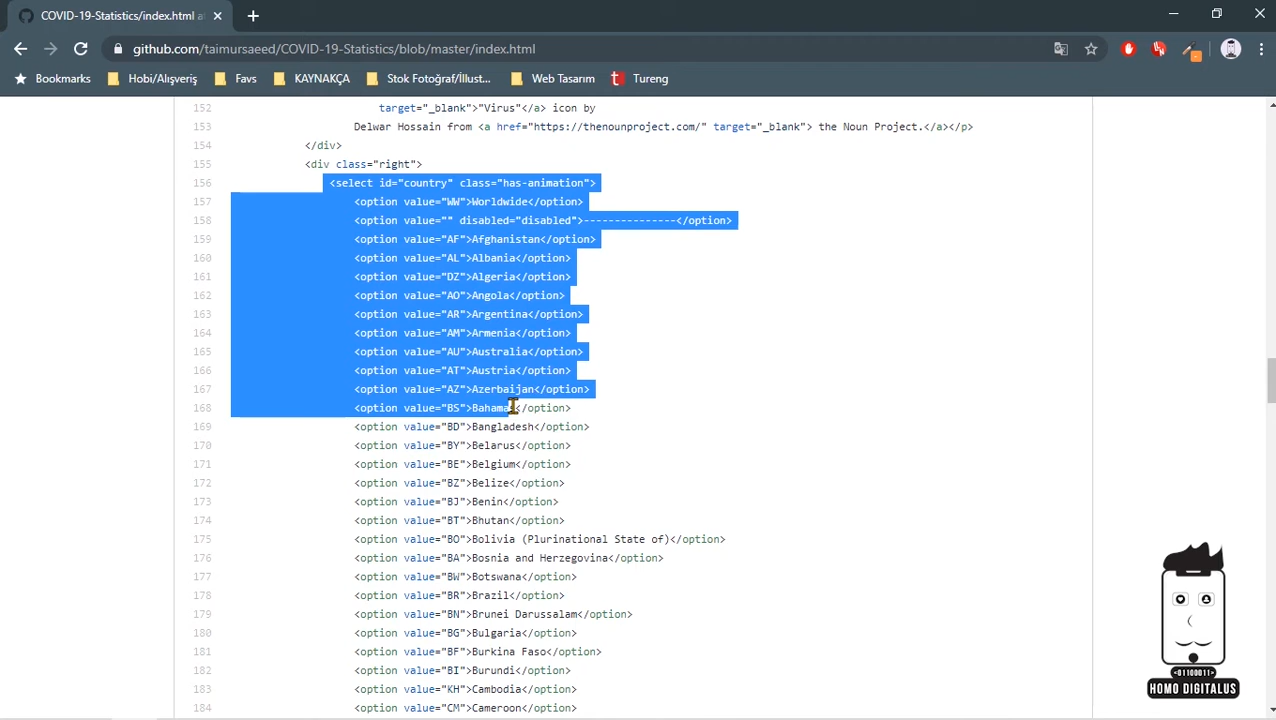 COVID-19-Statistics/index.html a
github.com/taimursaeed/COVID-19-Statistics/blob/master/index.html
Bookmarks Hobi/Alışveriş Favs KAYNAKÇA Stok Fotoğraf/İllust... Web Tasarım t Tureng
152 target="_blank">"Virus"</a> icon by
153 Delwar Hossain from <a href="https://thenounproject.com/" target="_blank"> the Noun Project.</a></p>
154 </div>
155 <div class="right">
156 <select id="country" class="has-animation">
157 <option value="WW">Worldwide</option>
158 <option value="" disabled="disabled">---------------</option>
159 <option value="AF">Afghanistan</option>
160 <option value="AL">Albania</option>
161 <option value="DZ">Algeria</option>
162 <option value="AO">Angola</option>
163 <option value="AR">Argentina</option>
164 <option value="AM">Armenia</option>
165 <option value="AU">Australia</option>
166 <option value="AT">Austria</option>
167 <option value="AZ">Azerbaijan</option>
168 <option value="BS">Bahamas</option>
169 <option value="BD">Bangladesh</option>
170 <option value="BY">Belarus</option>
171 <option value="BE">Belgium</option>
172 <option value="BZ">Belize</option>
173 <option value="BJ">Benin</option>
174 <option value="BT">Bhutan</option>
175 <option value="BO">Bolivia (Plurinational State of)</option>
176 <option value="BA">Bosnia and Herzegovina</option>
177 <option value="BW">Botswana</option>
178 <option value="BR">Brazil</option>
179 <option value="BN">Brunei Darussalam</option>
180 <option value="BG">Bulgaria</option>
181 <option value="BF">Burkina Faso</option>
182 <option value="BI">Burundi</option>
183 <option value="KH">Cambodia</option>
184 <option value="CM">Cameroon</option>
<01100011>
HOMO DIGITALUS